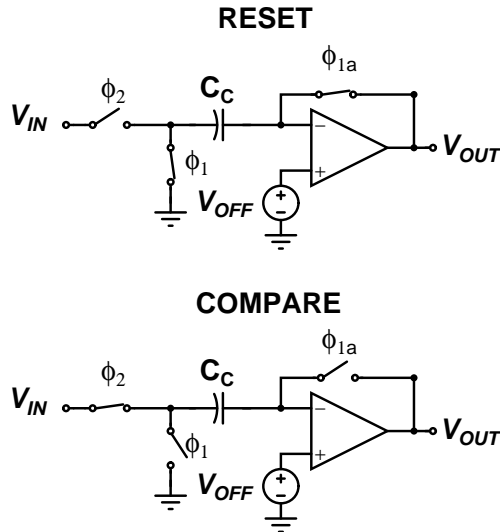 RESET
ϕ1a
ϕ2
CC
VIN
−
ϕ1
VOUT
+
VOFF
+
−
COMPARE
ϕ1a
ϕ2
CC
VIN
−
ϕ1
VOUT
+
VOFF
+
−